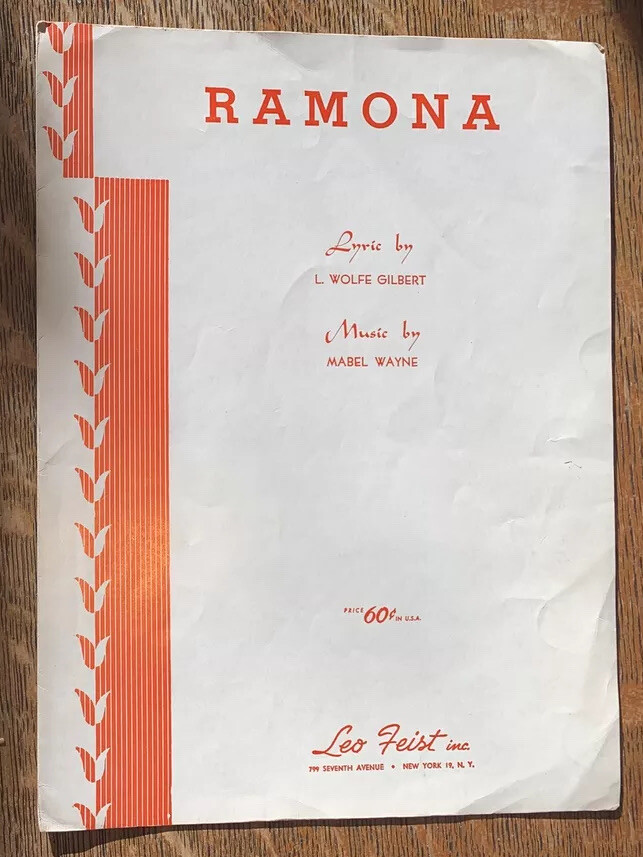 RAMONA
Lyric by
L. WOLFE GILBERT
Music by
MABEL WAYNE
PRICE 60¢ IN U.S.A.
Leo Feist inc.
799 SEVENTH AVENUE • NEW YORK 19, N. Y.